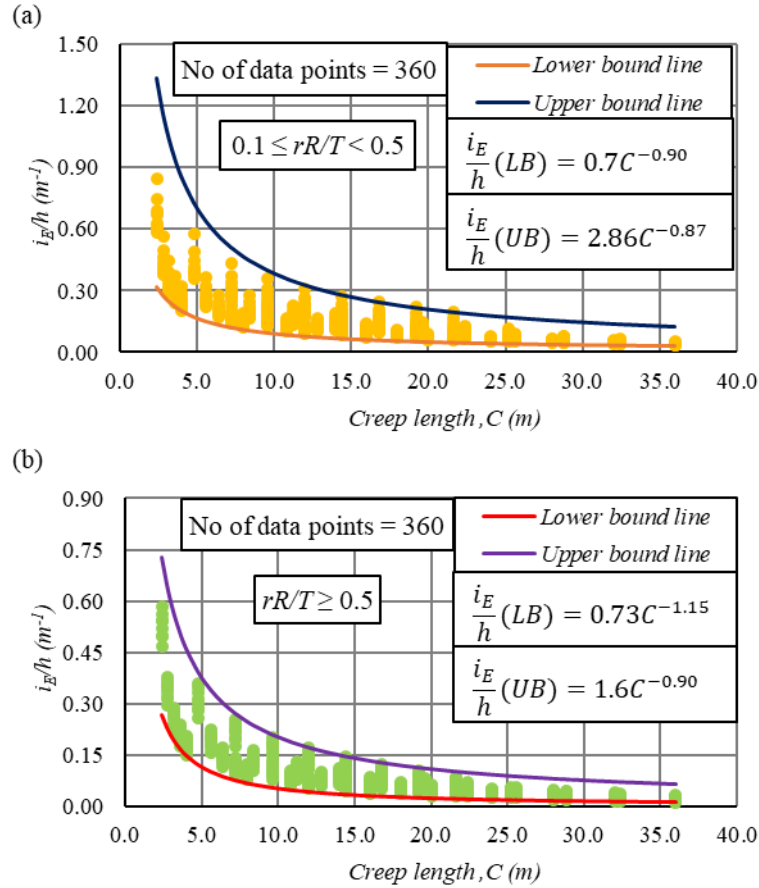 (a)
1.50
1.20
0.90
0.60
0.30
0.00
i_E/h (m⁻¹)
No of data points = 360
0.1 ≤ rR/T < 0.5
Lower bound line
Upper bound line
i_E/h (LB) = 0.7C^−0.90
i_E/h (UB) = 2.86C^−0.87
0.0 5.0 10.0 15.0 20.0 25.0 30.0 35.0 40.0
Creep length, C (m)
(b)
0.90
0.75
0.60
0.45
0.30
0.15
0.00
i_E/h (m⁻¹)
No of data points = 360
rR/T ≥ 0.5
Lower bound line
Upper bound line
i_E/h (LB) = 0.73C^−1.15
i_E/h (UB) = 1.6C^−0.90
0.0 5.0 10.0 15.0 20.0 25.0 30.0 35.0 40.0
Creep length, C (m)